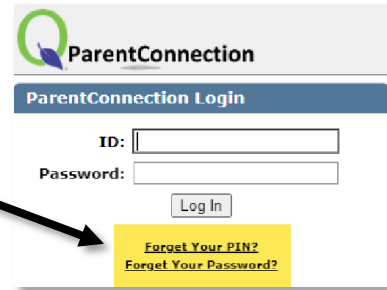 Q ParentConnection
ParentConnection Login
ID:
Password:
Log In
Forget Your PIN?
Forget Your Password?